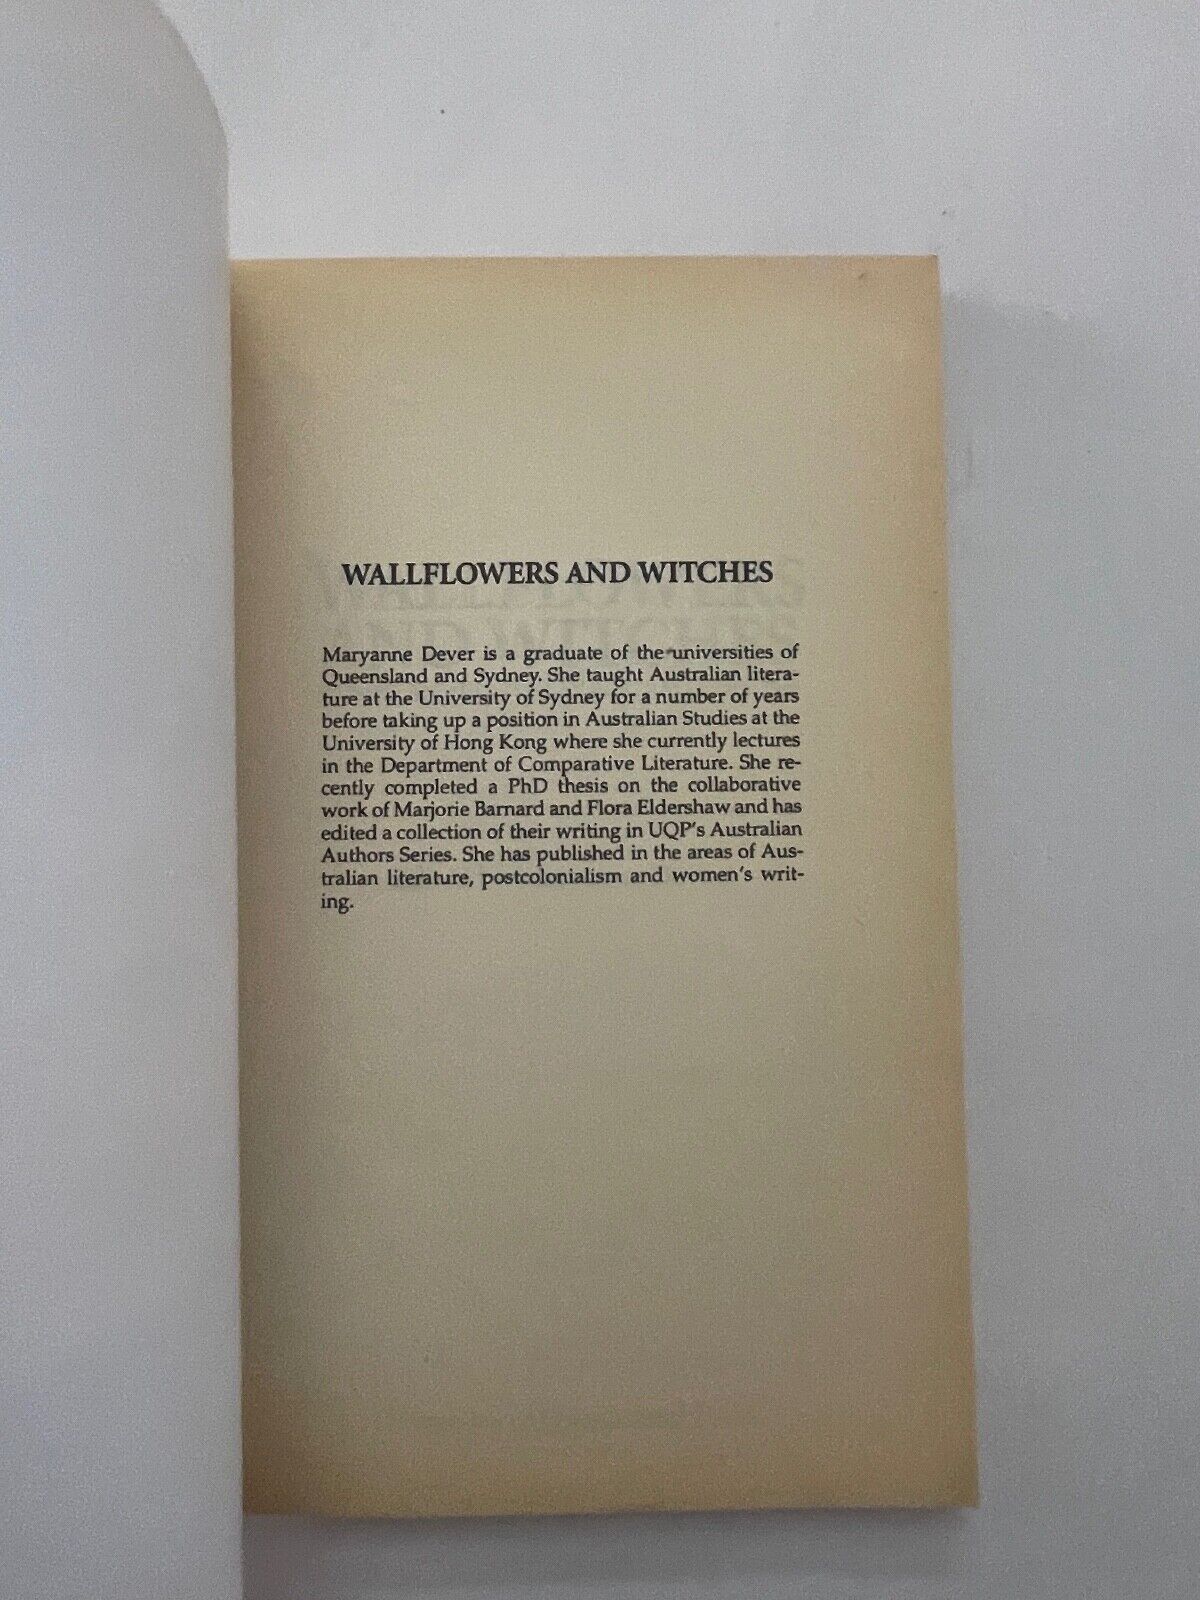 WALLFLOWERS AND WITCHES
Maryanne Dever is a graduate of the universities of
Queensland and Sydney. She taught Australian litera-
ture at the University of Sydney for a number of years
before taking up a position in Australian Studies at the
University of Hong Kong where she currently lectures
in the Department of Comparative Literature. She re-
cently completed a PhD thesis on the collaborative
work of Marjorie Barnard and Flora Eldershaw and has
edited a collection of their writing in UQP's Australian
Authors Series. She has published in the areas of Aus-
tralian literature, postcolonialism and women's writ-
ing.